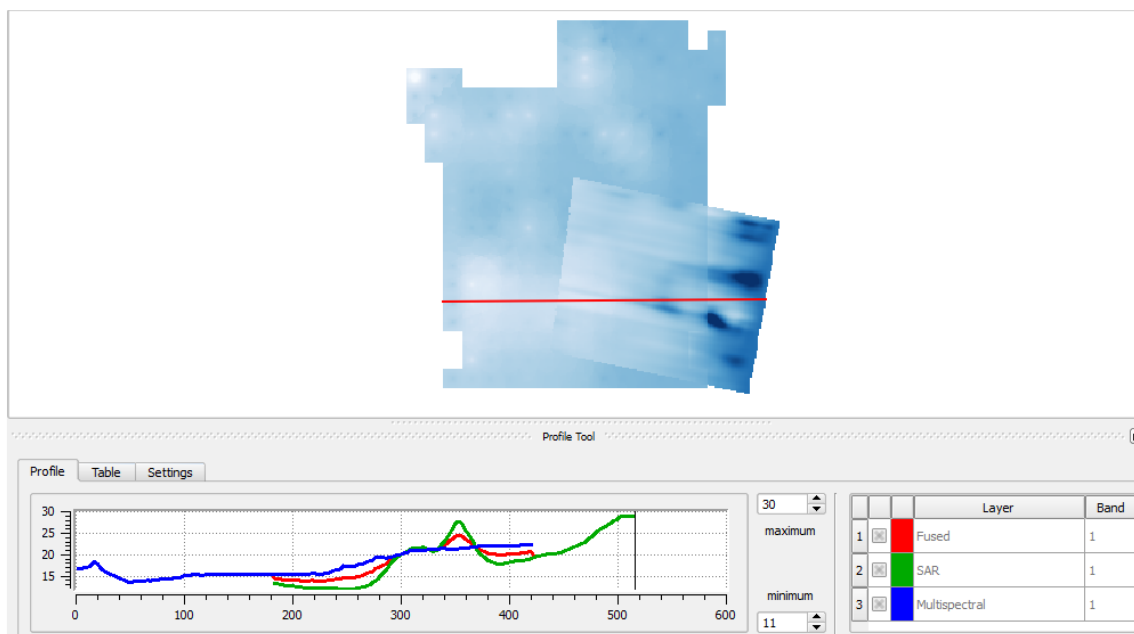 Profile Tool
Profile Table Settings
30
25
20
15
0 100 200 300 400 500 600
30
maximum
minimum
11
Layer Band
1 Fused 1
2 SAR 1
3 Multispectral 1